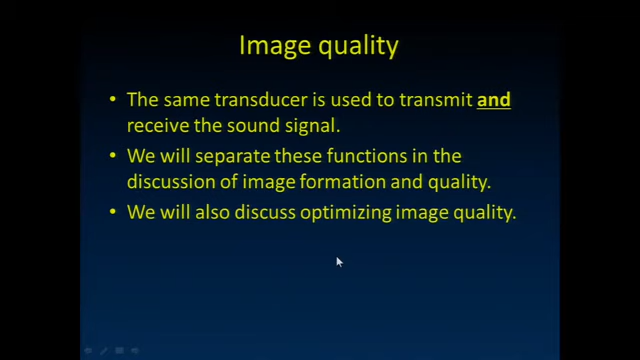 Image quality
• The same transducer is used to transmit and
receive the sound signal.
• We will separate these functions in the
discussion of image formation and quality.
• We will also discuss optimizing image quality.